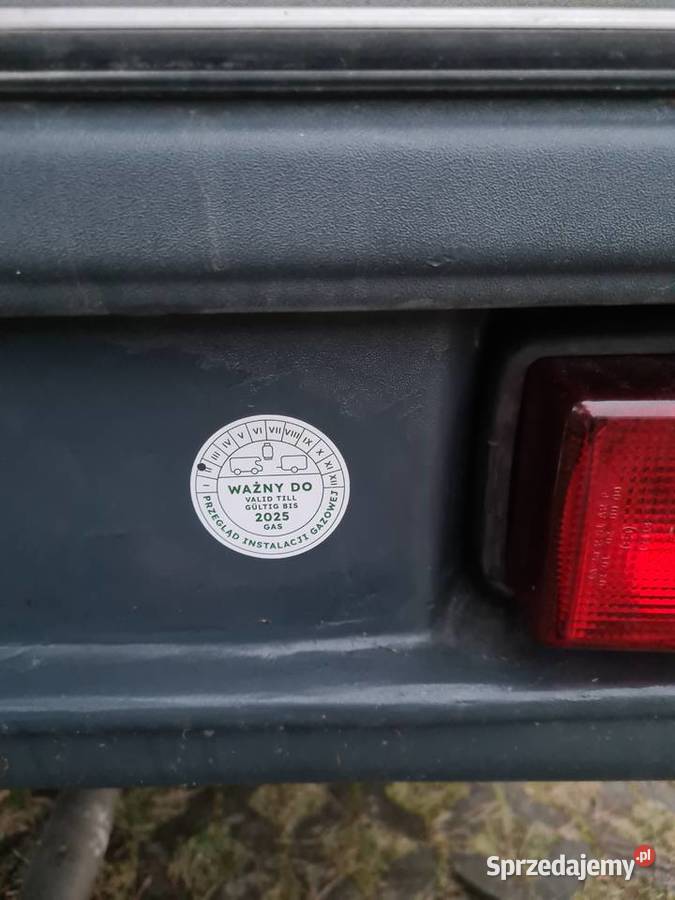 I II III IV V VI VII VIII IX X XI XII
WAŻNY DO
VALID TILL
GÜLTIG BIS
2025
GAS
PRZEGLĄD INSTALACJI GAZOWEJ
Sprzedajemy.pl